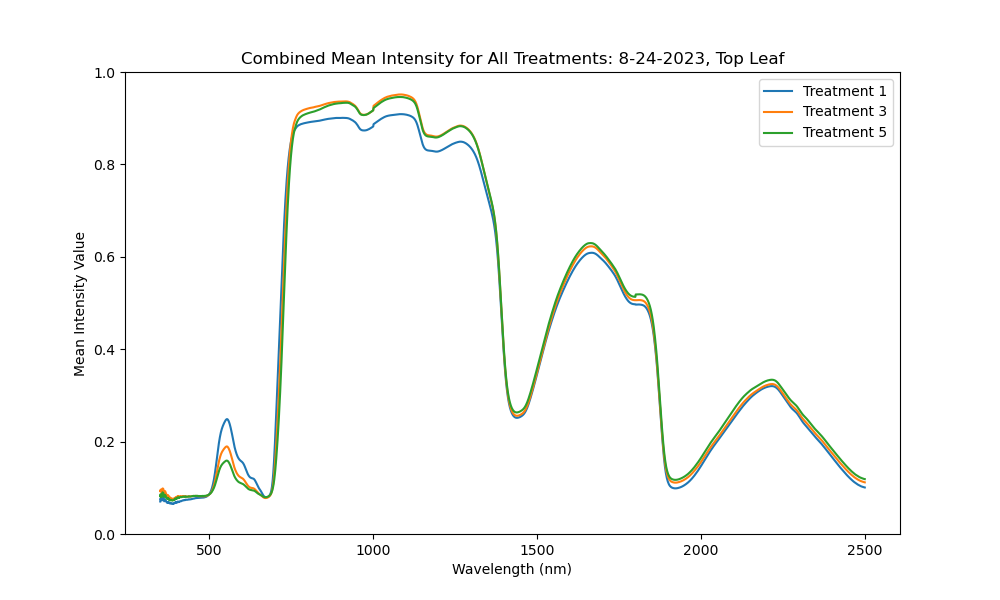 Combined Mean Intensity for All Treatments: 8-24-2023, Top Leaf
1.0
Treatment 1
Treatment 3
Treatment 5
0.8
0.6
Mean Intensity Value
0.4
0.2
0.0
500 1000 1500 2000 2500
Wavelength (nm)